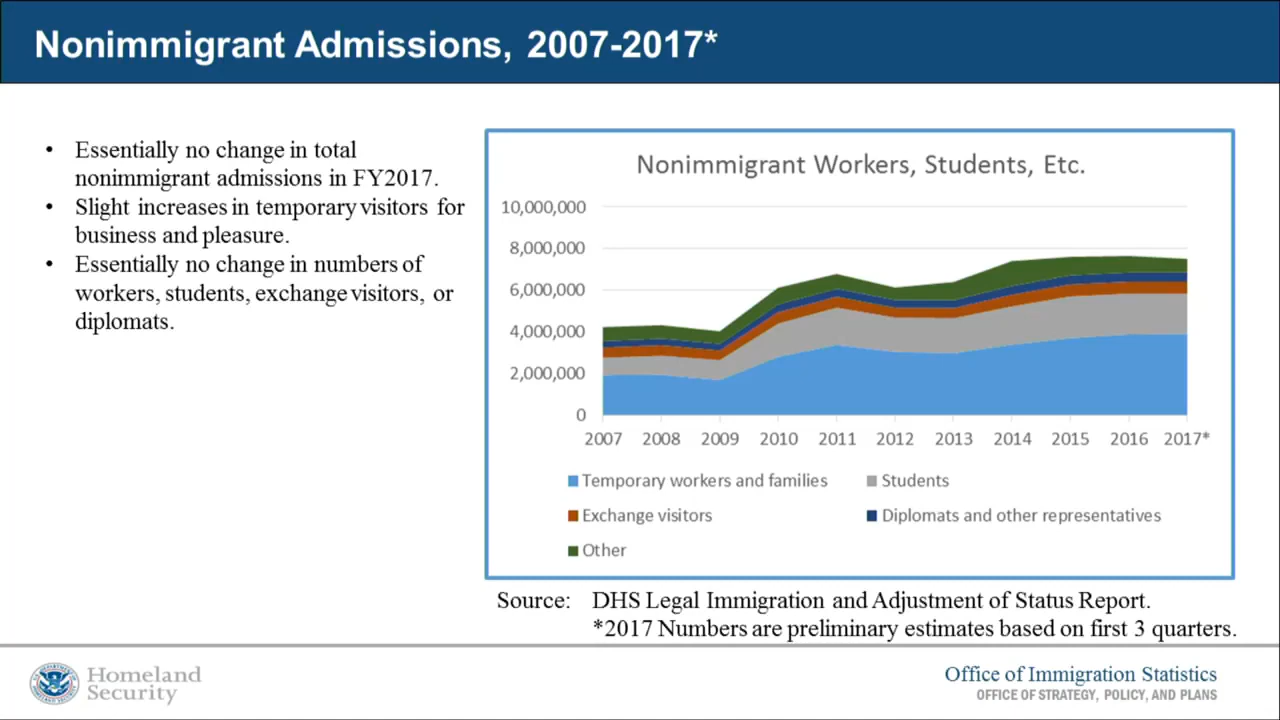 Nonimmigrant Admissions, 2007-2017*
• Essentially no change in total
nonimmigrant admissions in FY2017.
• Slight increases in temporary visitors for
business and pleasure.
• Essentially no change in numbers of
workers, students, exchange visitors, or
diplomats.
Nonimmigrant Workers, Students, Etc.
10,000,000
8,000,000
6,000,000
4,000,000
2,000,000
0
2007 2008 2009 2010 2011 2012 2013 2014 2015 2016 2017*
Temporary workers and families Students
Exchange visitors Diplomats and other representatives
Other
Source: DHS Legal Immigration and Adjustment of Status Report.
*2017 Numbers are preliminary estimates based on first 3 quarters.
Homeland
Security
Office of Immigration Statistics
OFFICE OF STRATEGY, POLICY, AND PLANS